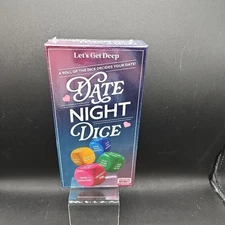 Let's Get Deep
A ROLL OF THE DICE DECIDES YOUR DATE!
DATE
NIGHT
DICE